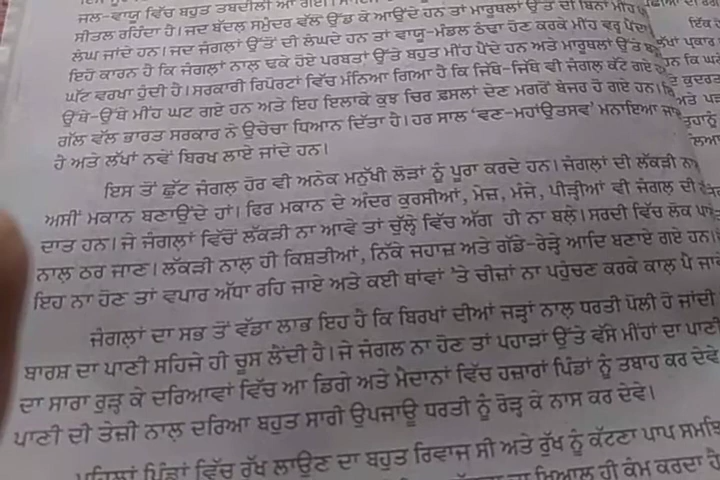 ਜਲ-ਵਾਯੂ ਵਿੱਚ ਬਹੁਤ ਤਬਦੀਲੀ ਆ ਗਈ।
ਸੀਤਲ ਰਹਿੰਦਾ ਹੈ। ਜਦ ਬੱਦਲ ਸਮੁੰਦਰ ਵੱਲੋਂ ਉੱਡ ਕੇ ਆਉਂਦੇ ਹਨ ਤਾਂ ਮਾਰੂਥਲਾਂ ਉੱਤੋਂ ਦੀ ਬਿਨਾਂ ਮੀਂਹ
ਲੰਘ ਜਾਂਦੇ ਹਨ। ਜਦ ਜੰਗਲਾਂ ਉੱਤੋਂ ਦੀ ਲੰਘਦੇ ਹਨ ਤਾਂ ਵਾਯੂ-ਮੰਡਲ ਠੰਢਾ ਹੋਣ ਕਰਕੇ ਮੀਂਹ ਵਰ੍ਹ ਪੈਂਦਾ
ਇਹੋ ਕਾਰਨ ਹੈ ਕਿ ਜੰਗਲਾਂ ਨਾਲ ਢਕੇ ਹੋਏ ਪਰਬਤਾਂ ਉੱਤੇ ਬਹੁਤ ਮੀਂਹ ਪੈਂਦੇ ਹਨ ਅਤੇ ਮਾਰੂਥਲਾਂ ਉੱਤੇ
ਘੱਟ ਵਰਖਾ ਹੁੰਦੀ ਹੈ। ਸਰਕਾਰੀ ਰਿਪੋਰਟਾਂ ਵਿੱਚ ਮੰਨਿਆ ਗਿਆ ਹੈ ਕਿ ਜਿੱਥੇ-ਜਿੱਥੇ ਵੀ ਜੰਗਲ ਕੱਟੇ ਗਏ
ਉੱਥੇ-ਉੱਥੇ ਮੀਂਹ ਘਟ ਗਏ ਹਨ ਅਤੇ ਇਹ ਇਲਾਕੇ ਕੁਝ ਚਿਰ ਫ਼ਸਲਾਂ ਦੇਣ ਮਗਰੋਂ ਬੰਜਰ ਹੋ ਗਏ ਹਨ।
ਗੱਲ ਵੱਲ ਭਾਰਤ ਸਰਕਾਰ ਨੇ ਉਚੇਚਾ ਧਿਆਨ ਦਿੱਤਾ ਹੈ। ਹਰ ਸਾਲ 'ਵਣ-ਮਹਾਂਉਤਸਵ' ਮਨਾਇਆ
ਹੈ ਅਤੇ ਲੱਖਾਂ ਨਵੇਂ ਬਿਰਖ ਲਾਏ ਜਾਂਦੇ ਹਨ।
ਇਸ ਤੋਂ ਛੁੱਟ ਜੰਗਲ ਹੋਰ ਵੀ ਅਨੇਕ ਮਨੁੱਖੀ ਲੋੜਾਂ ਨੂੰ ਪੂਰਾ ਕਰਦੇ ਹਨ। ਜੰਗਲਾਂ ਦੀ ਲੱਕੜੀ
ਅਸੀਂ ਮਕਾਨ ਬਣਾਉਂਦੇ ਹਾਂ। ਫਿਰ ਮਕਾਨ ਦੇ ਅੰਦਰ ਕੁਰਸੀਆਂ, ਮੇਜ਼, ਮੰਜੇ, ਪੀੜ੍ਹੀਆਂ ਵੀ ਜੰਗਲ ਦੀ
ਦਾਤ ਹਨ। ਜੇ ਜੰਗਲਾਂ ਵਿੱਚੋਂ ਲੱਕੜੀ ਨਾ ਆਵੇ ਤਾਂ ਚੁੱਲ੍ਹੇ ਵਿੱਚ ਅੱਗ ਹੀ ਨਾ ਬਲੇ। ਸਰਦੀ ਵਿੱਚ ਲੋਕ
ਨਾਲ ਠਰ ਜਾਣ। ਲੱਕੜੀ ਨਾਲ ਹੀ ਕਿਸ਼ਤੀਆਂ, ਨਿੱਕੇ ਜਹਾਜ਼ ਅਤੇ ਗੱਡੇ-ਰੇੜ੍ਹੇ ਆਦਿ ਬਣਾਏ ਗਏ ਹਨ।
ਇਹ ਨਾ ਹੋਣ ਤਾਂ ਵਪਾਰ ਅੱਧਾ ਰਹਿ ਜਾਏ ਅਤੇ ਕਈ ਥਾਂਵਾਂ 'ਤੇ ਚੀਜ਼ਾਂ ਨਾ ਪਹੁੰਚਣ ਕਰਕੇ ਕਾਲ ਪੈ
ਜੰਗਲਾਂ ਦਾ ਸਭ ਤੋਂ ਵੱਡਾ ਲਾਭ ਇਹ ਹੈ ਕਿ ਬਿਰਖਾਂ ਦੀਆਂ ਜੜ੍ਹਾਂ ਨਾਲ ਧਰਤੀ ਪੋਲੀ ਹੋ ਜਾਂਦੀ
ਬਾਰਸ਼ ਦਾ ਪਾਣੀ ਸਹਿਜੇ ਹੀ ਚੂਸ ਲੈਂਦੀ ਹੈ। ਜੇ ਜੰਗਲ ਨਾ ਹੋਣ ਤਾਂ ਪਹਾੜਾਂ ਉੱਤੇ ਵੱਸੇ ਮੀਂਹਾਂ ਦਾ ਪਾਣੀ
ਦਾ ਸਾਰਾ ਰੁੜ੍ਹ ਕੇ ਦਰਿਆਵਾਂ ਵਿੱਚ ਆ ਡਿਗੇ ਅਤੇ ਮੈਦਾਨਾਂ ਵਿੱਚ ਹਜ਼ਾਰਾਂ ਪਿੰਡਾਂ ਨੂੰ ਤਬਾਹ ਕਰ ਦੇਵੇ
ਪਾਣੀ ਦੀ ਤੇਜ਼ੀ ਨਾਲ ਦਰਿਆ ਬਹੁਤ ਸਾਰੀ ਉਪਜਾਊ ਧਰਤੀ ਨੂੰ ਰੋੜ੍ਹ ਕੇ ਨਾਸ ਕਰ ਦੇਵੇ।
ਪਹਿਲਾਂ ਪਿੰਡਾਂ ਵਿੱਚ ਰੁੱਖ ਲਾਉਣ ਦਾ ਬਹੁਤ ਰਿਵਾਜ ਸੀ ਅਤੇ ਰੁੱਖ ਨੂੰ ਕੱਟਣਾ ਪਾਪ
ਖ਼ਿਆਲ ਹੀ ਕੰਮ ਕਰਦਾ ਹੈ